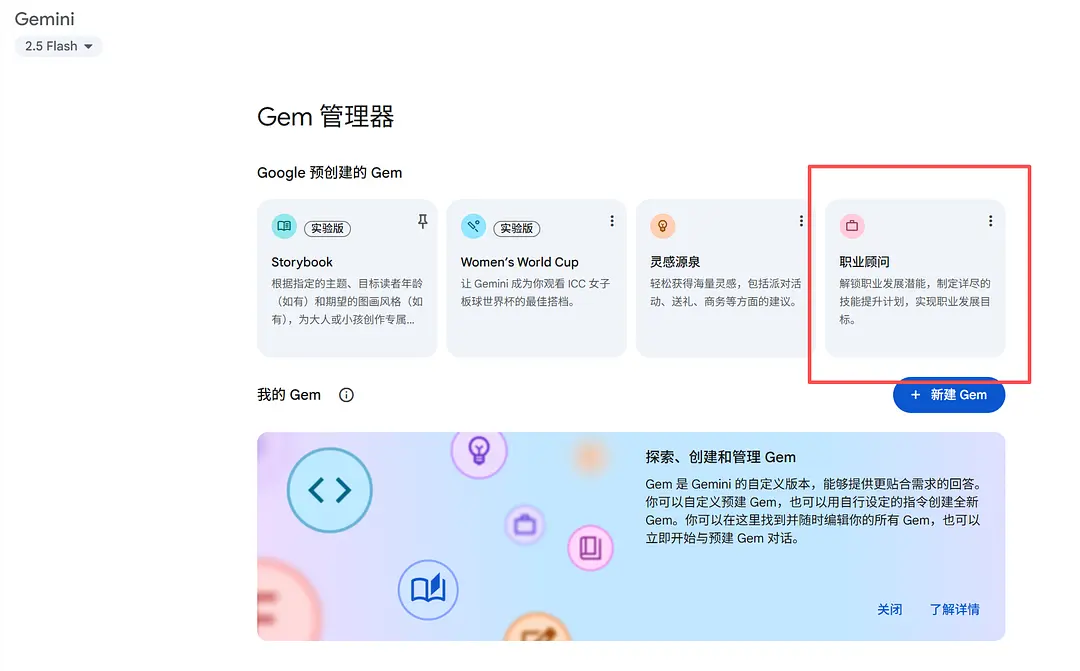 Gemini
2.5 Flash
Gem 管理器
Google 预创建的 Gem
实验版
Storybook
根据指定的主题、目标读者年龄
（如有）和期望的图画风格（如
有），为大人或小孩创作专属...
实验版
Women's World Cup
让 Gemini 成为你观看 ICC 女子
板球世界杯的最佳搭档。
灵感源泉
轻松获得海量灵感，包括派对活
动、送礼、商务等方面的建议。
职业顾问
解锁职业发展潜能，制定详尽的
技能提升计划，实现职业发展目
标。
我的 Gem
+ 新建 Gem
探索、创建和管理 Gem
Gem 是 Gemini 的自定义版本，能够提供更贴合需求的回答。
你可以自定义预建 Gem，也可以用自行设定的指令创建全新
Gem。你可以在这里找到并随时编辑你的所有 Gem，也可以
立即开始与预建 Gem 对话。
关闭
了解详情